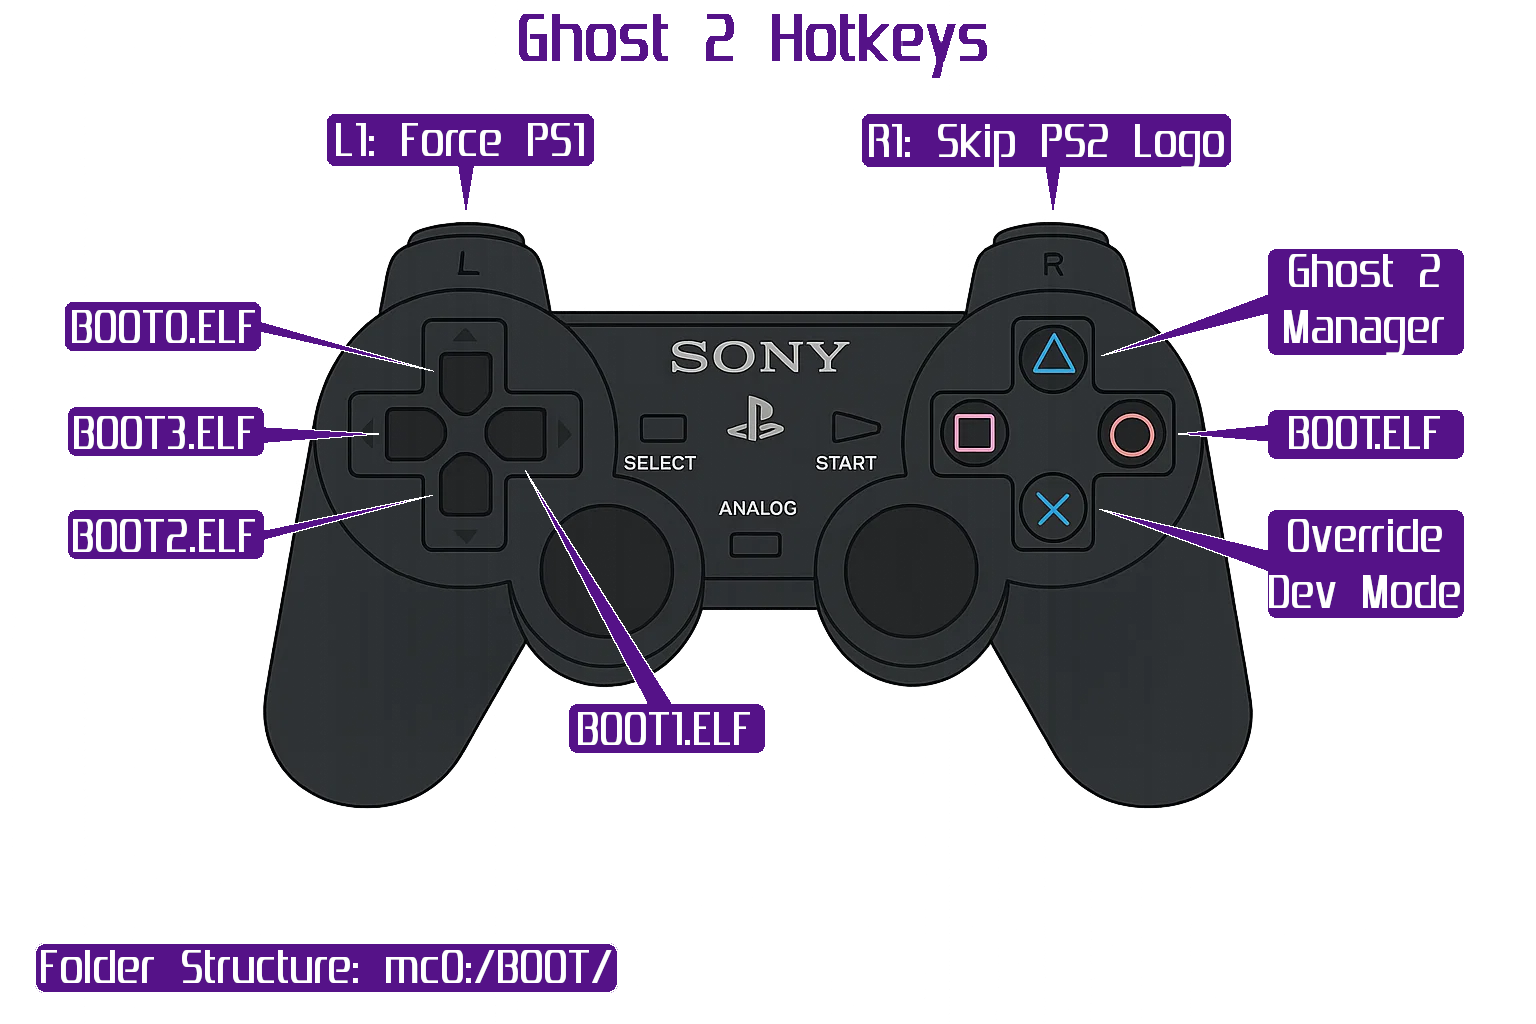 Ghost 2 Hotkeys
L1: Force PS1
R1: Skip PS2 Logo
L
R
Ghost 2
Manager
BOOT0.ELF
SONY
BOOT3.ELF
BOOT.ELF
SELECT
START
ANALOG
BOOT2.ELF
Override
Dev Mode
BOOT1.ELF
Folder Structure: mc0:/BOOT/